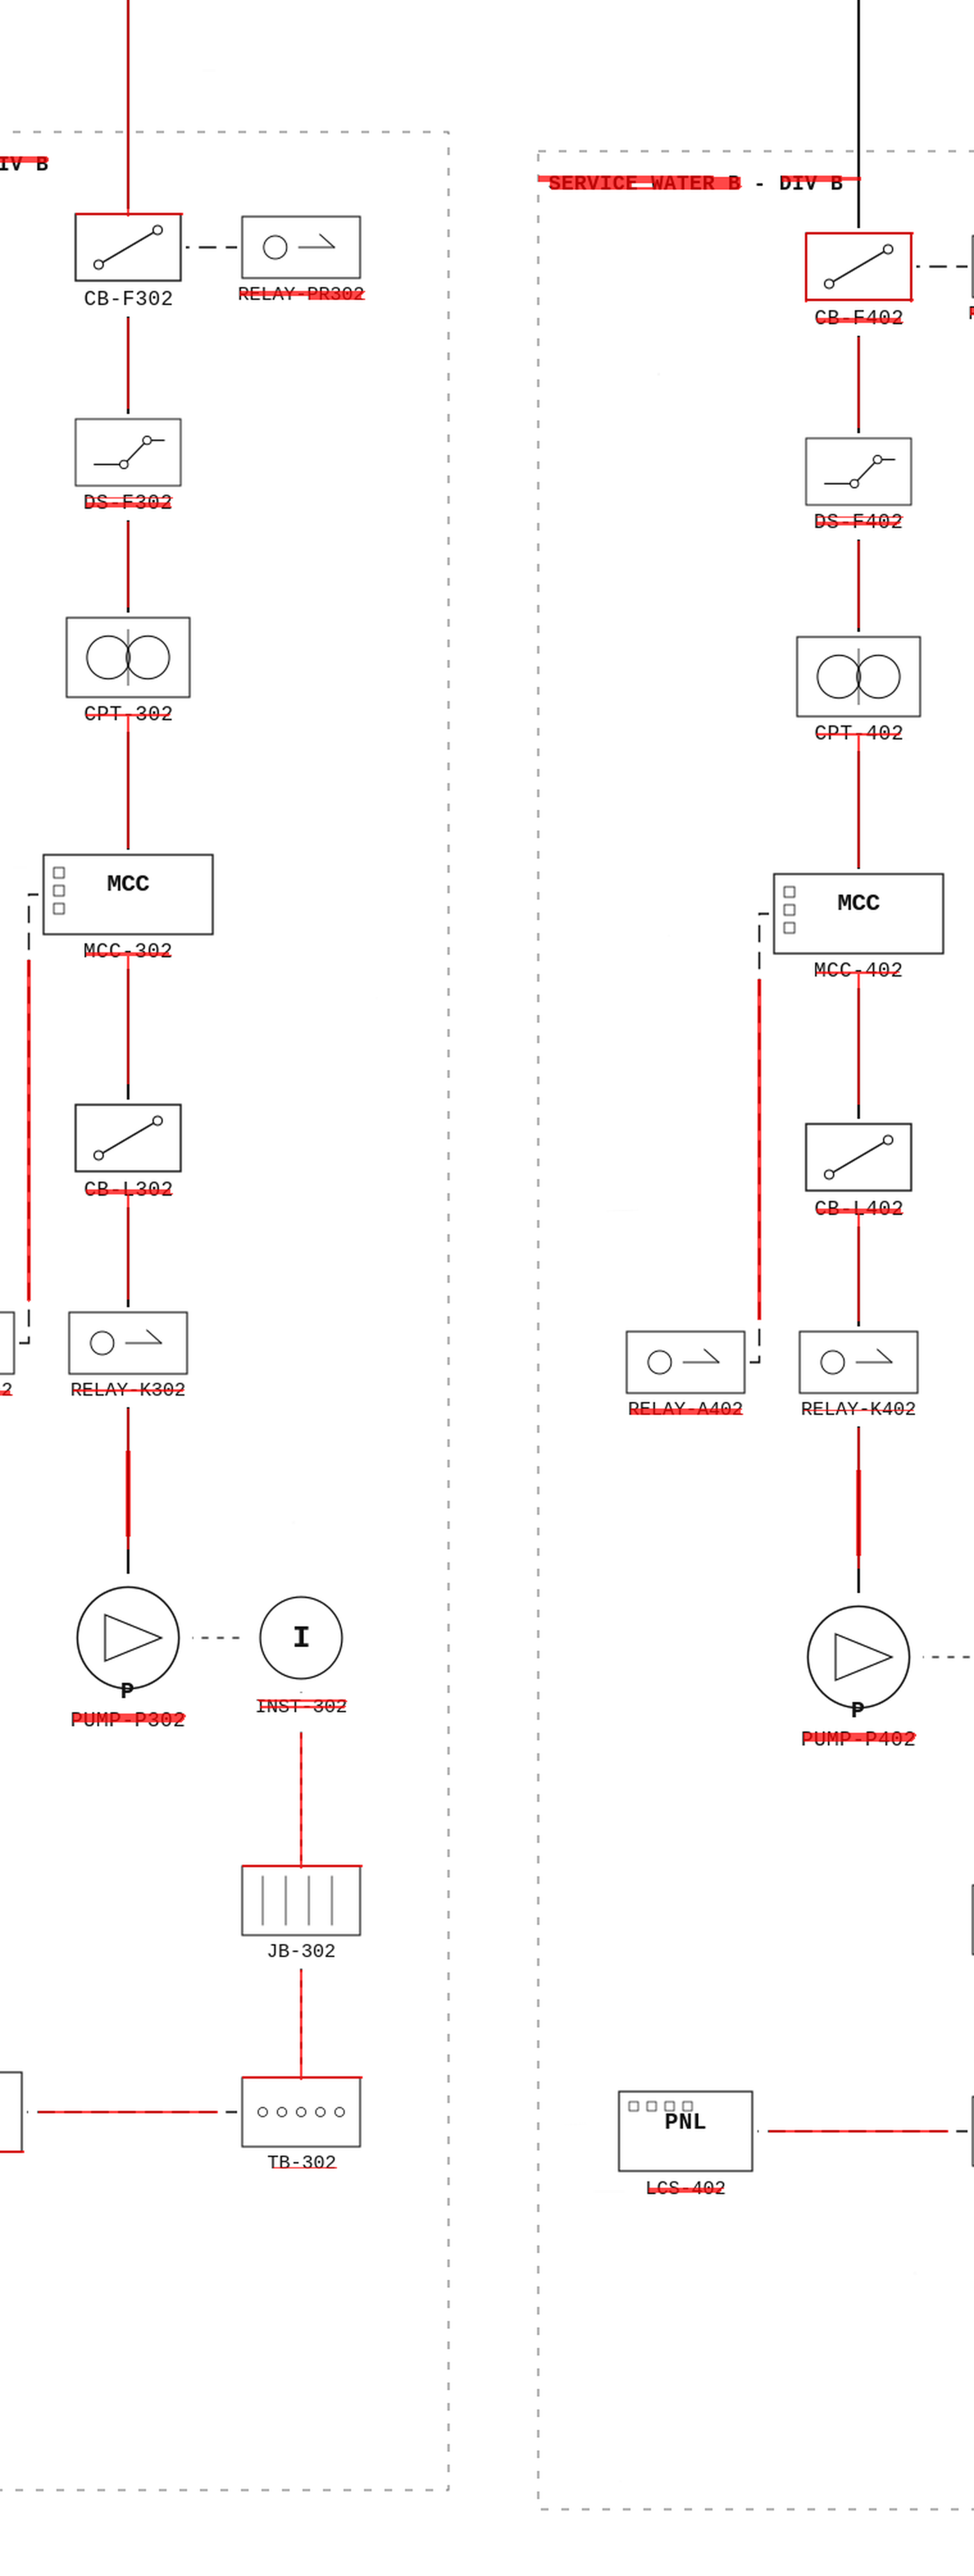 IV B
CB-F302
RELAY-PR302
DS-F302
CPT-302
MCC
MCC-302
CB-L302
2
RELAY-K302
P
PUMP-P302
I
INST-302
JB-302
TB-302
SERVICE WATER B - DIV B
CB-F402
DS-F402
CPT-402
MCC
MCC-402
CB-L402
RELAY-A402
RELAY-K402
P
PUMP-P402
PNL
LCS-402